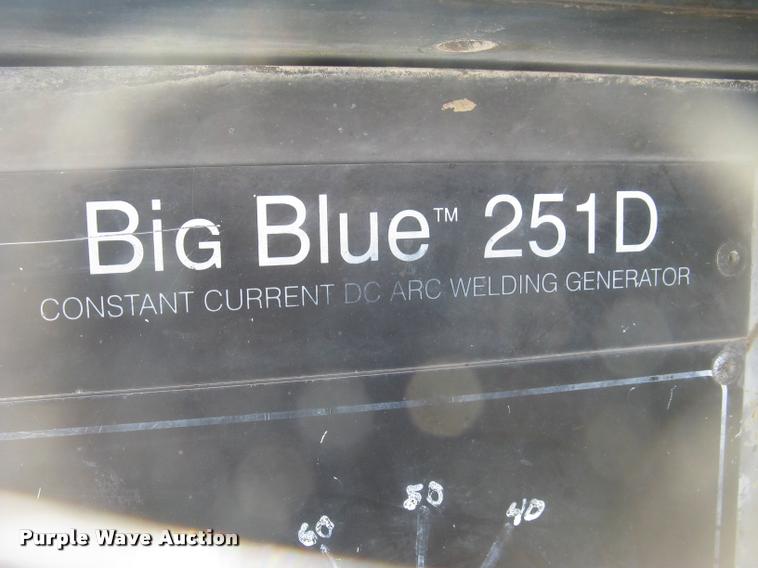 Big Blue™ 251D
CONSTANT CURRENT DC ARC WELDING GENERATOR
60 50 40
Purple Wave Auction